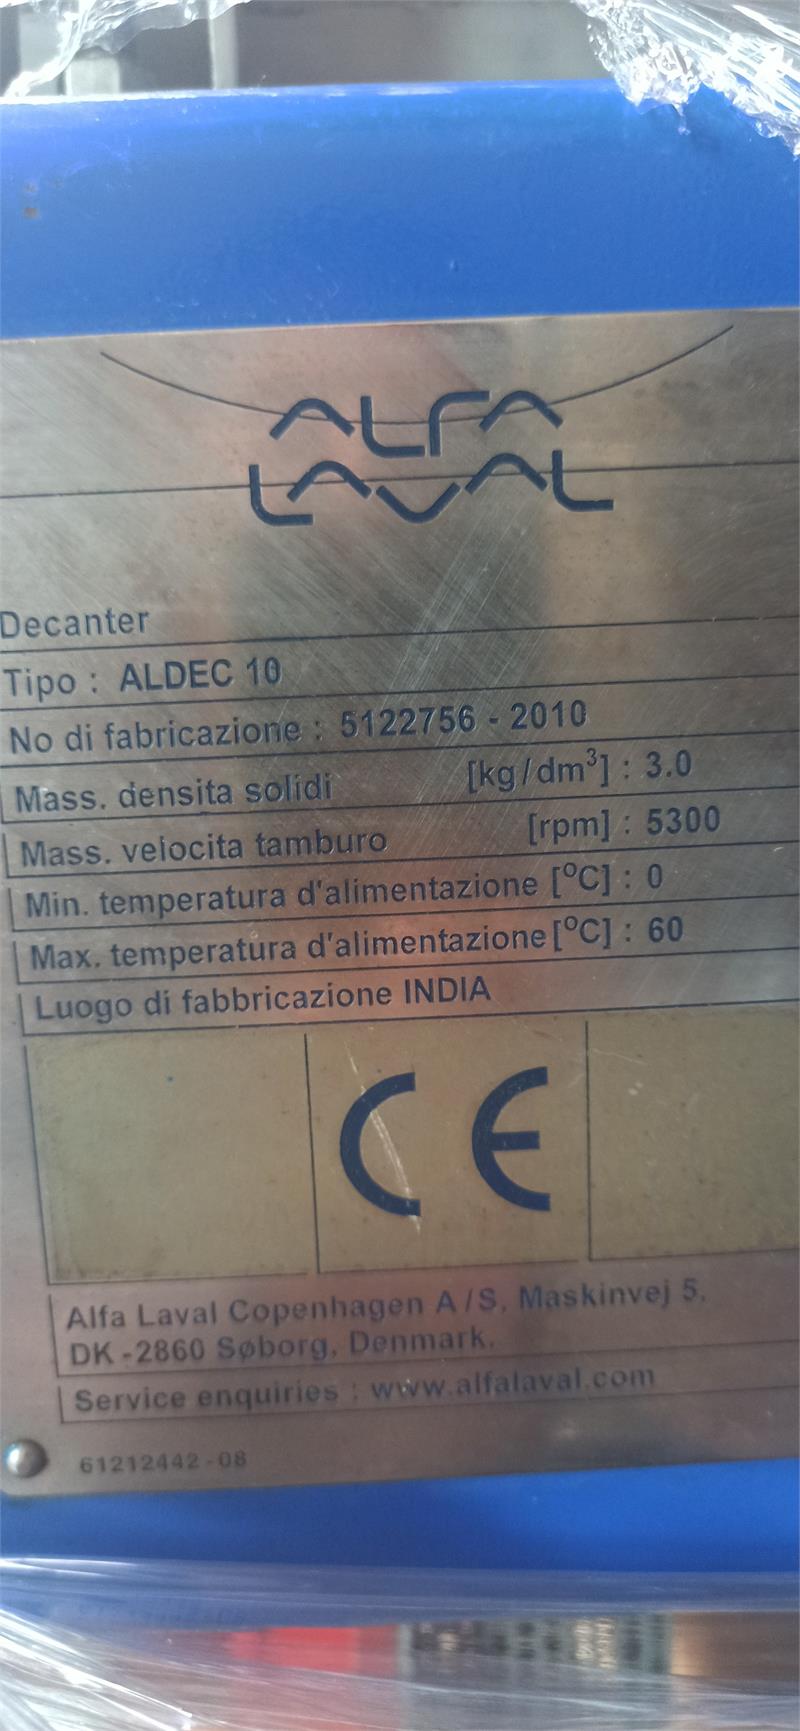 ALFA
LAVAL
Decanter
Tipo : ALDEC 10
No di fabricazione : 5122756 - 2010
Mass. densita solidi [kg/dm³] : 3.0
Mass. velocita tamburo [rpm] : 5300
Min. temperatura d'alimentazione [ºC] : 0
Max. temperatura d'alimentazione [ºC] : 60
Luogo di fabbricazione INDIA
CE
Alfa Laval Copenhagen A/S, Maskinvej 5,
DK-2860 Søborg, Denmark.
Service enquiries : www.alfalaval.com
61212442-08